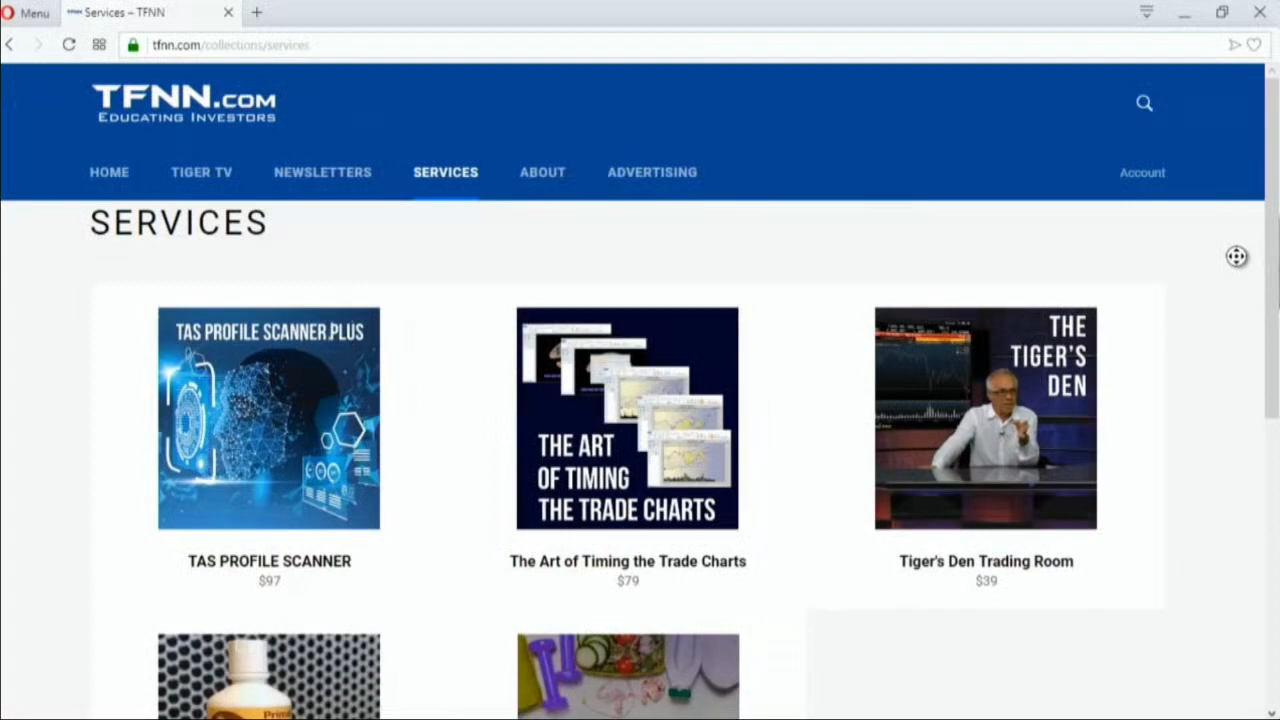 Menu
Services – TFNN
tfnn.com/collections/services
TFNN.COM
EDUCATING INVESTORS
HOME TIGER TV NEWSLETTERS SERVICES ABOUT ADVERTISING Account
SERVICES
TAS PROFILE SCANNER PLUS
THE ART
OF TIMING
THE TRADE CHARTS
THE
TIGER'S
DEN
TAS PROFILE SCANNER
$97
The Art of Timing the Trade Charts
$79
Tiger's Den Trading Room
$39